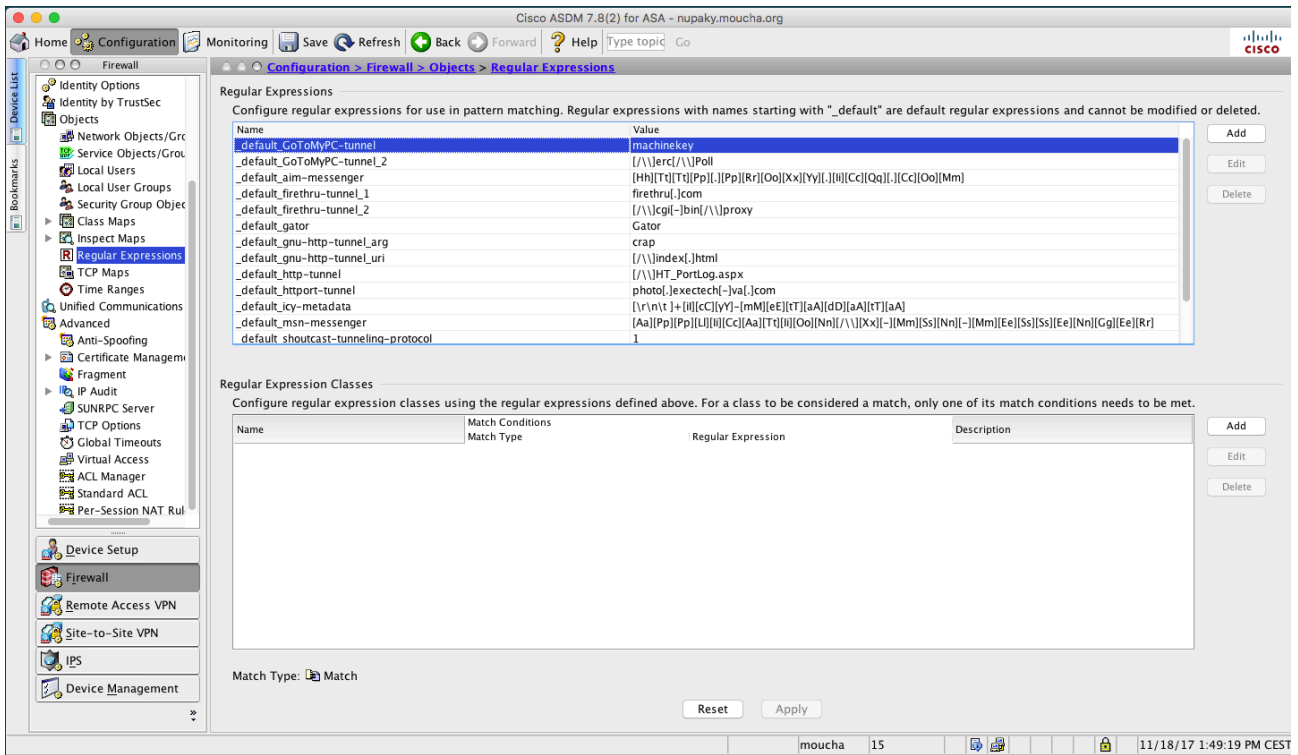 Cisco ASDM 7.8(2) for ASA - nupaky.moucha.org
Home Configuration Monitoring Save Refresh Back Forward Help Type topic Go
CISCO
Device List
Bookmarks
Firewall
Identity Options
Identity by TrustSec
Objects
Network Objects/Grc
Service Objects/Grou
Local Users
Local User Groups
Security Group Objec
Class Maps
Inspect Maps
Regular Expressions
TCP Maps
Time Ranges
Unified Communications
Advanced
Anti-Spoofing
Certificate Manageme
Fragment
IP Audit
SUNRPC Server
TCP Options
Global Timeouts
Virtual Access
ACL Manager
Standard ACL
Per-Session NAT Rul
Device Setup
Firewall
Remote Access VPN
Site-to-Site VPN
IPS
Device Management
Configuration > Firewall > Objects > Regular Expressions
Regular Expressions
Configure regular expressions for use in pattern matching. Regular expressions with names starting with "_default" are default regular expressions and cannot be modified or deleted.
Name Value
_default_GoToMyPC-tunnel machinekey
_default_GoToMyPC-tunnel_2 [/\\]erc[/\\]Poll
_default_aim-messenger [Hh][Tt][Tt][Pp][.][Pp][Rr][Oo][Xx][Yy][.][Ii][Cc][Qq][.][Cc][Oo][Mm]
_default_firethru-tunnel_1 firethru[.]com
_default_firethru-tunnel_2 [/\\]cgi[-]bin[/\\]proxy
_default_gator Gator
_default_gnu-http-tunnel_arg crap
_default_gnu-http-tunnel_uri [/\\]index[.]html
_default_http-tunnel [/\\]HT_PortLog.aspx
_default_httport-tunnel photo[.]exectech[-]va[.]com
_default_icy-metadata [\r\n\t ]+[iI][cC][yY]-[mM][eE][tT][aA][dD][aA][tT][aA]
_default_msn-messenger [Aa][Pp][Pp][Ll][Ii][Cc][Aa][Tt][Ii][Oo][Nn][/\\][Xx][-][Mm][Ss][Nn][-][Mm][Ee][Ss][Ss][Ee][Nn][Gg][Ee][Rr]
_default_shoutcast-tunneling-protocol 1
Add
Edit
Delete
Regular Expression Classes
Configure regular expression classes using the regular expressions defined above. For a class to be considered a match, only one of its match conditions needs to be met.
Name Match Conditions Description
Match Type Regular Expression
Add
Edit
Delete
Match Type: Match
Reset Apply
moucha 15 11/18/17 1:49:19 PM CEST